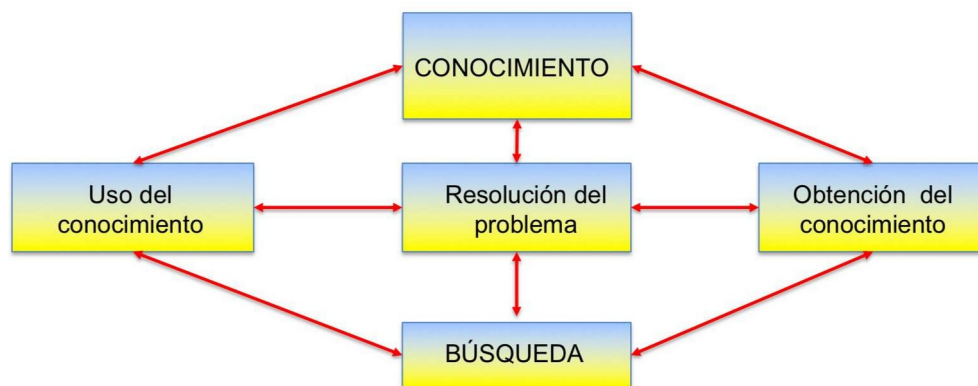 CONOCIMIENTO
Uso del
conocimiento
Resolución del
problema
Obtención del
conocimiento
BÚSQUEDA